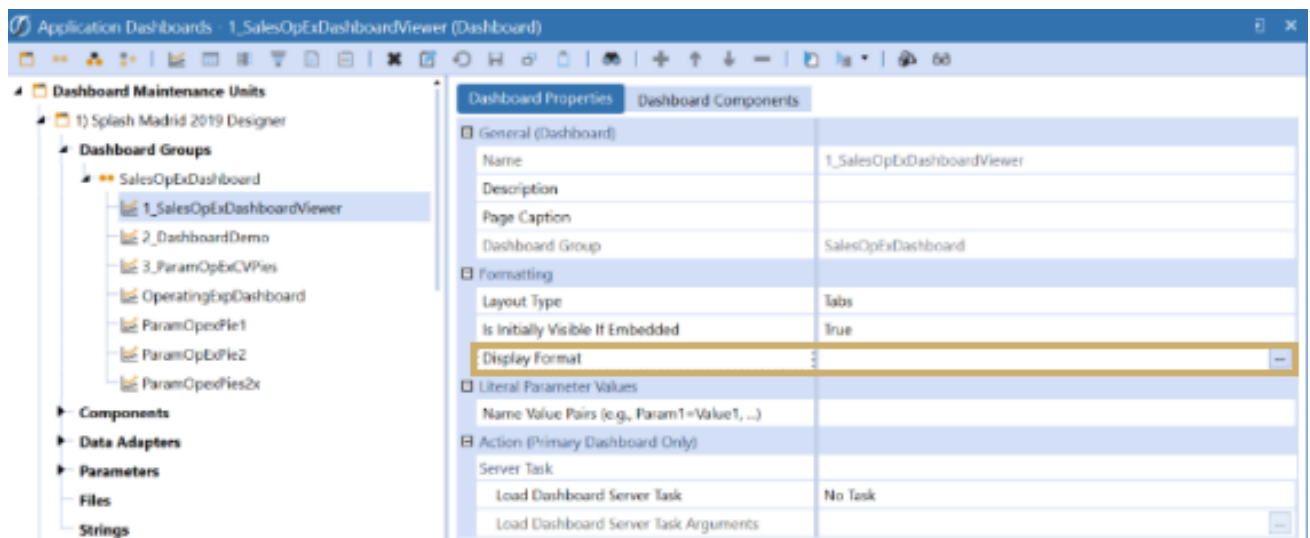 Application Dashboards - 1_SalesOpExDashboardViewer (Dashboard)
Dashboard Maintenance Units
1) Splash Madrid 2019 Designer
Dashboard Groups
SalesOpExDashboard
1_SalesOpExDashboardViewer
2_DashboardDemo
3_ParamOpExCVPies
OperatingExpDashboard
ParamOpexPie1
ParamOpExPie2
ParamOpexPies2x
Components
Data Adapters
Parameters
Files
Strings
Dashboard Properties Dashboard Components
General (Dashboard)
Name 1_SalesOpExDashboardViewer
Description
Page Caption
Dashboard Group SalesOpExDashboard
Formatting
Layout Type Tabs
Is Initially Visible If Embedded True
Display Format
Literal Parameter Values
Name Value Pairs (e.g., Param1=Value1, ...)
Action (Primary Dashboard Only)
Server Task
Load Dashboard Server Task No Task
Load Dashboard Server Task Arguments